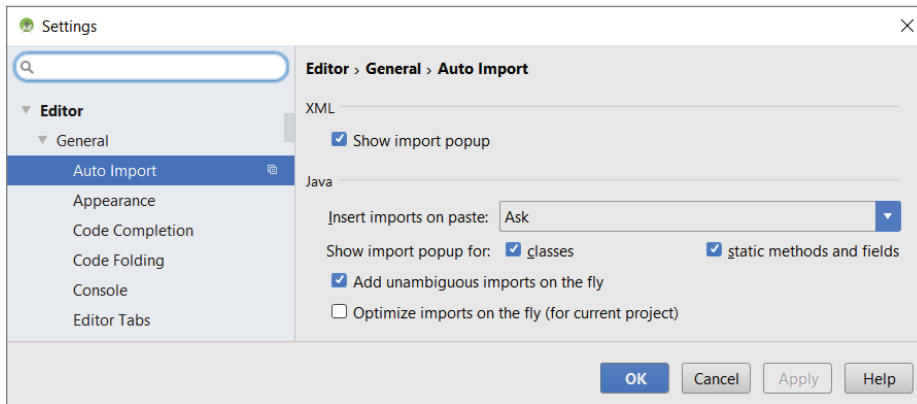 Settings
Editor › General › Auto Import
Editor
General
Auto Import
Appearance
Code Completion
Code Folding
Console
Editor Tabs
XML
Show import popup
Java
Insert imports on paste: Ask
Show import popup for: classes static methods and fields
Add unambiguous imports on the fly
Optimize imports on the fly (for current project)
OK Cancel Apply Help